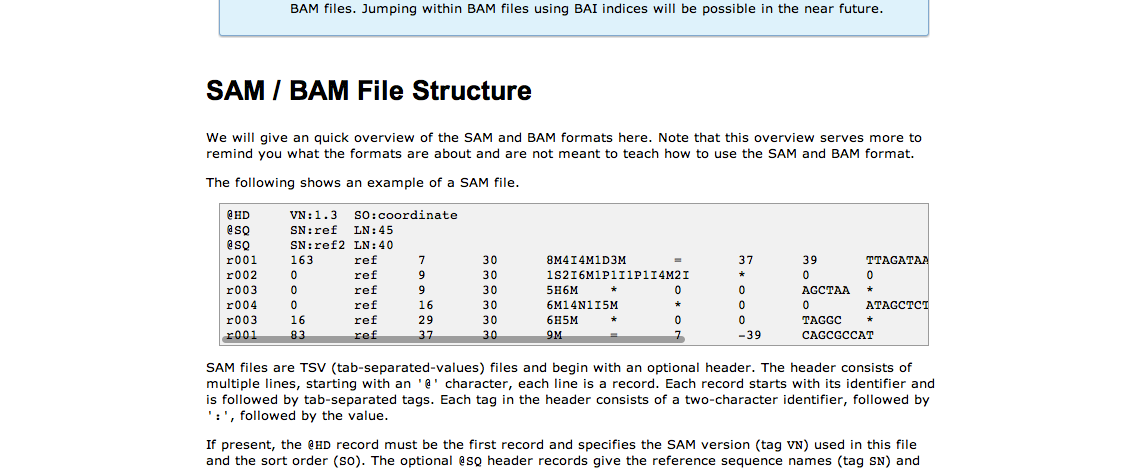 BAM files. Jumping within BAM files using BAI indices will be possible in the near future.
SAM / BAM File Structure
We will give an quick overview of the SAM and BAM formats here. Note that this overview serves more to
remind you what the formats are about and are not meant to teach how to use the SAM and BAM format.
The following shows an example of a SAM file.
@HD VN:1.3 SO:coordinate
@SQ SN:ref LN:45
@SQ SN:ref2 LN:40
r001 163 ref 7 30 8M4I4M1D3M = 37 39 TTAGATAA
r002 0 ref 9 30 1S2I6M1P1I1P1I4M2I * 0 0
r003 0 ref 9 30 5H6M * 0 0 AGCTAA *
r004 0 ref 16 30 6M14N1I5M * 0 0 ATAGCTCT
r003 16 ref 29 30 6H5M * 0 0 TAGGC *
r001 83 ref 37 30 9M = 7 -39 CAGCGCCAT
SAM files are TSV (tab-separated-values) files and begin with an optional header. The header consists of
multiple lines, starting with an '@' character, each line is a record. Each record starts with its identifier and
is followed by tab-separated tags. Each tag in the header consists of a two-character identifier, followed by
':', followed by the value.
If present, the @HD record must be the first record and specifies the SAM version (tag VN) used in this file
and the sort order (SO). The optional @SQ header records give the reference sequence names (tag SN) and